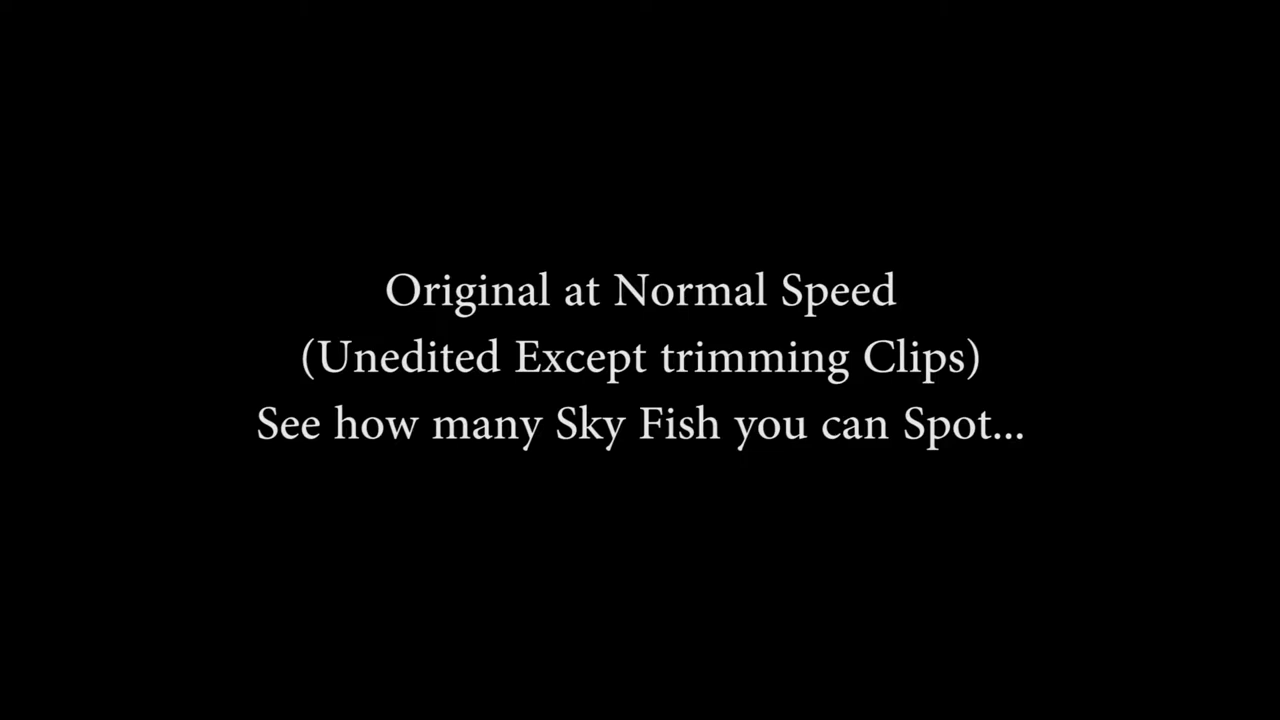 Original at Normal Speed
(Unedited Except trimming Clips)
See how many Sky Fish you can Spot...